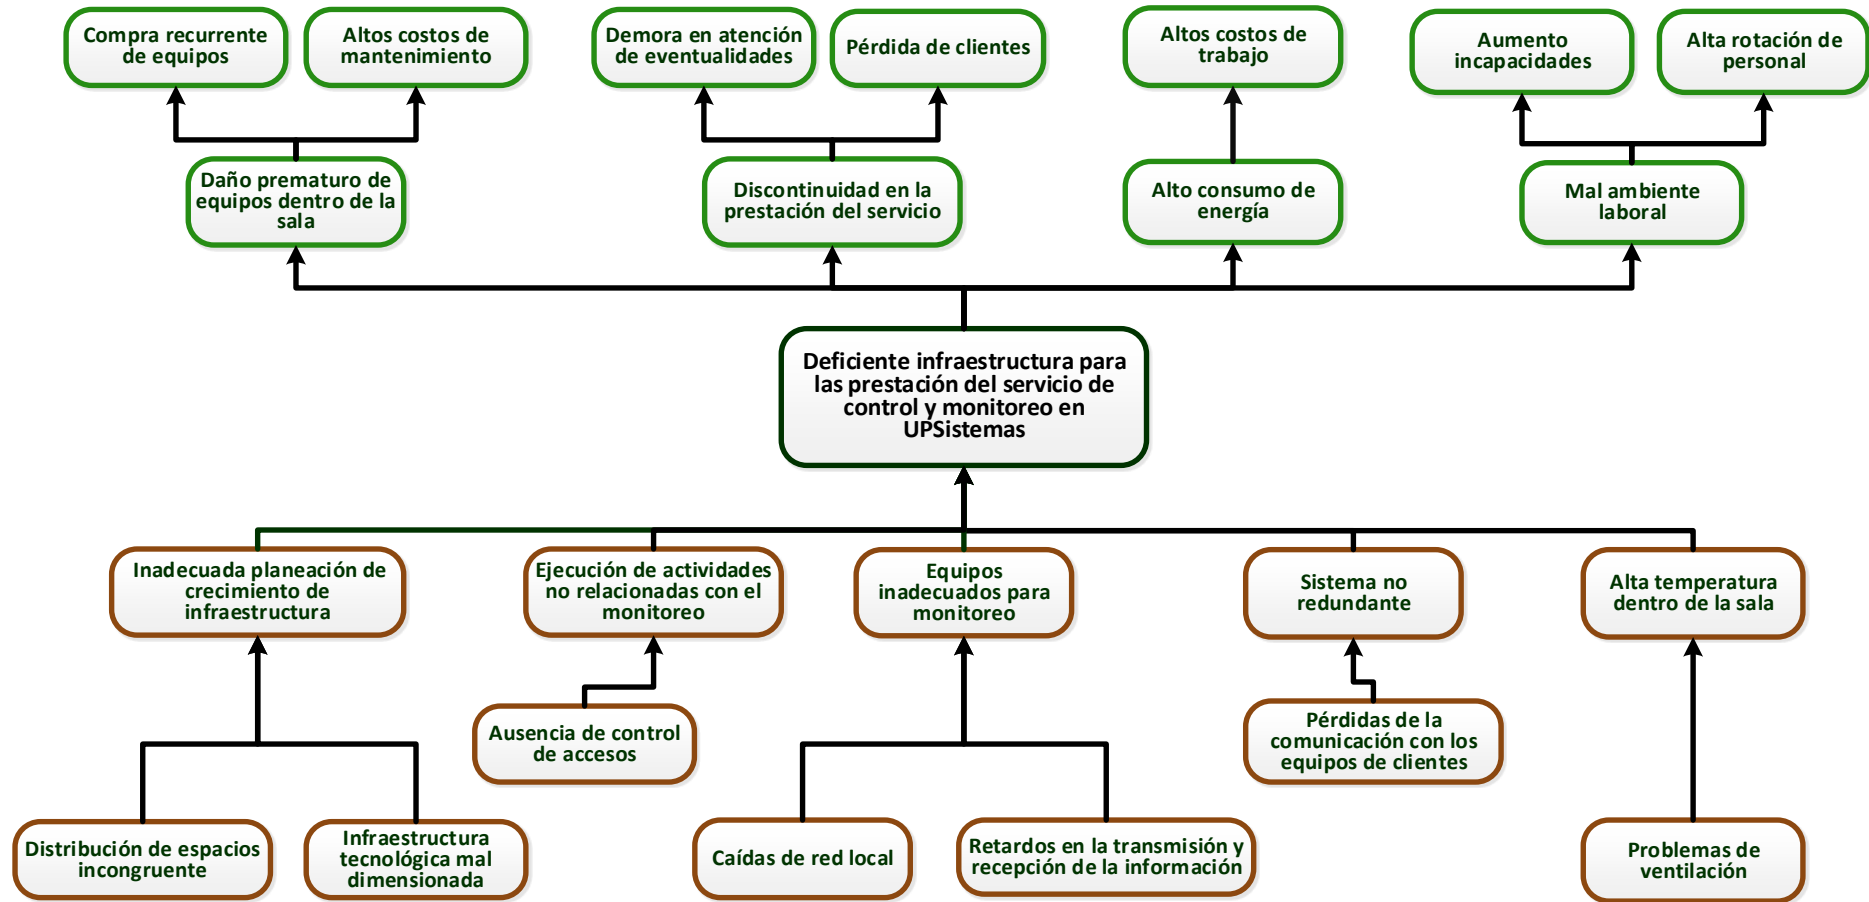 Compra recurrente
de equipos
Altos costos de
mantenimiento
Demora en atención
de eventualidades
Pérdida de clientes
Altos costos de
trabajo
Aumento
incapacidades
Alta rotación de
personal
Daño prematuro de
equipos dentro de la
sala
Discontinuidad en la
prestación del servicio
Alto consumo de
energía
Mal ambiente
laboral
Deficiente infraestructura para
las prestación del servicio de
control y monitoreo en
UPSistemas
Inadecuada planeación de
crecimiento de
infraestructura
Ejecución de actividades
no relacionadas con el
monitoreo
Equipos
inadecuados para
monitoreo
Sistema no
redundante
Alta temperatura
dentro de la sala
Ausencia de control
de accesos
Pérdidas de la
comunicación con los
equipos de clientes
Distribución de espacios
incongruente
Infraestructura
tecnológica mal
dimensionada
Caídas de red local
Retardos en la transmisión y
recepción de la información
Problemas de
ventilación